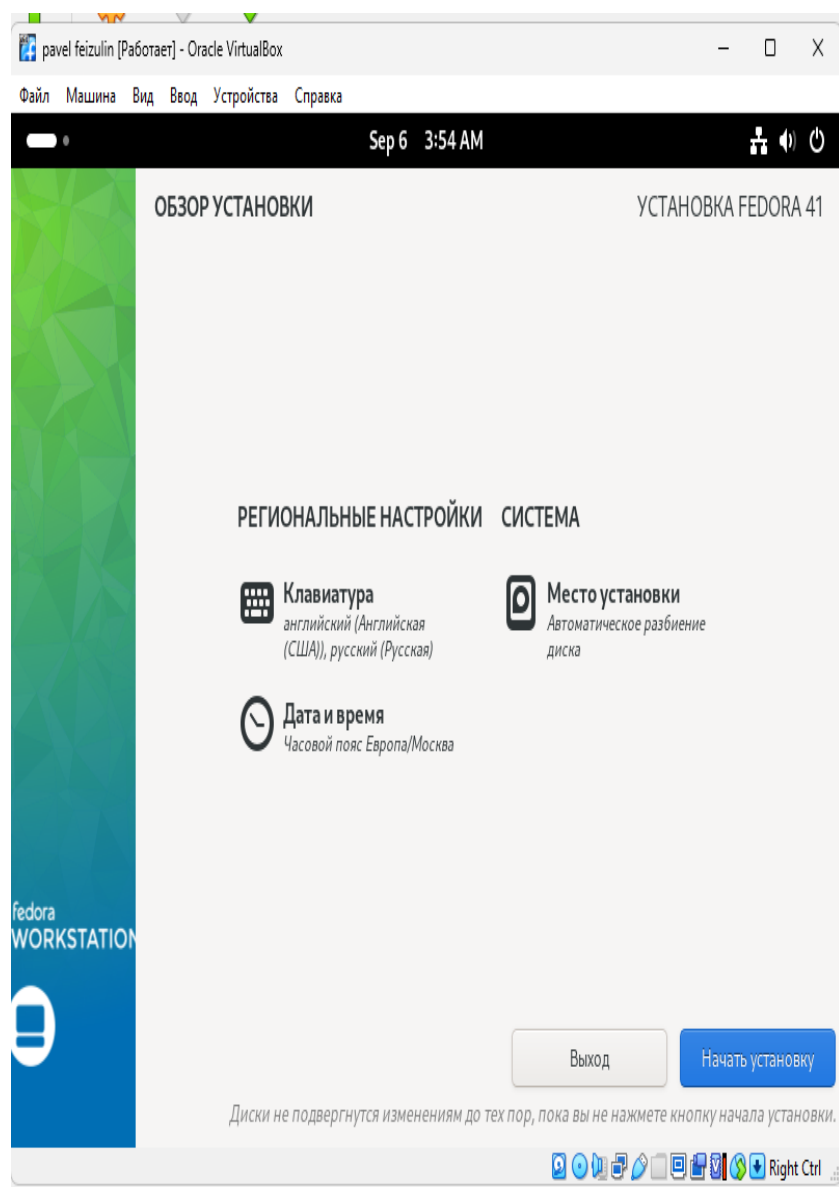 pavel feizulin [Работает] - Oracle VirtualBox
Файл Машина Вид Ввод Устройства Справка
Sep 6 3:54 AM
ОБЗОР УСТАНОВКИ
УСТАНОВКА FEDORA 41
РЕГИОНАЛЬНЫЕ НАСТРОЙКИ
Клавиатура
английский (Английская
(США)), русский (Русская)
Дата и время
Часовой пояс Европа/Москва
СИСТЕМА
Место установки
Автоматическое разбиение
диска
fedora
WORKSTATION
Выход
Начать установку
Диски не подвергнутся изменениям до тех пор, пока вы не нажмете кнопку начала установки.
Right Ctrl